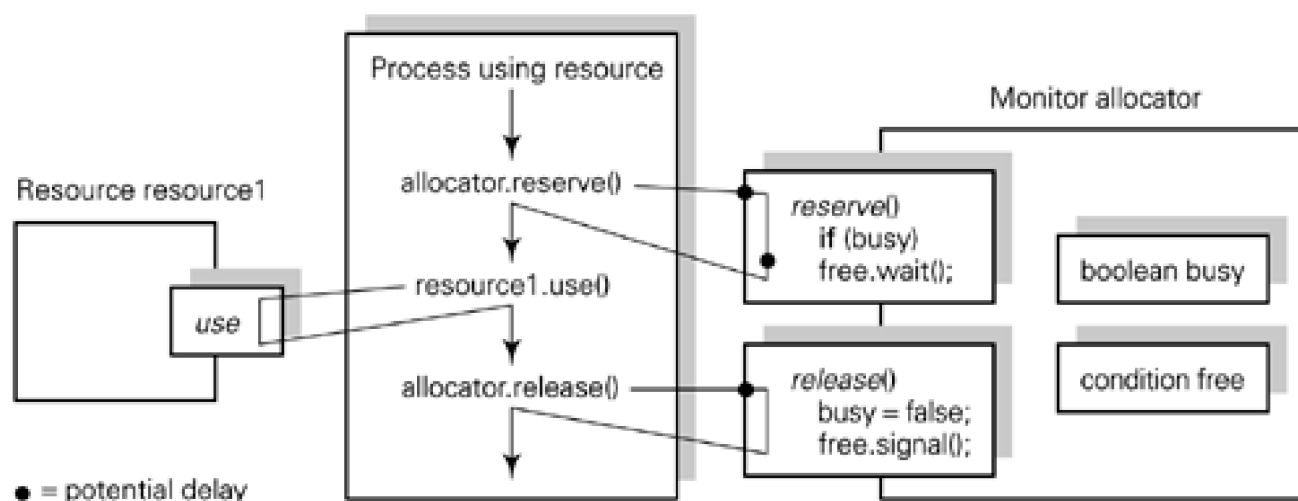 Process using resource
Monitor allocator
allocator.reserve()
Resource resource1
reserve()
if (busy)
free.wait();
boolean busy
resource1.use()
use
allocator.release()
release()
busy = false;
free.signal();
condition free
● = potential delay